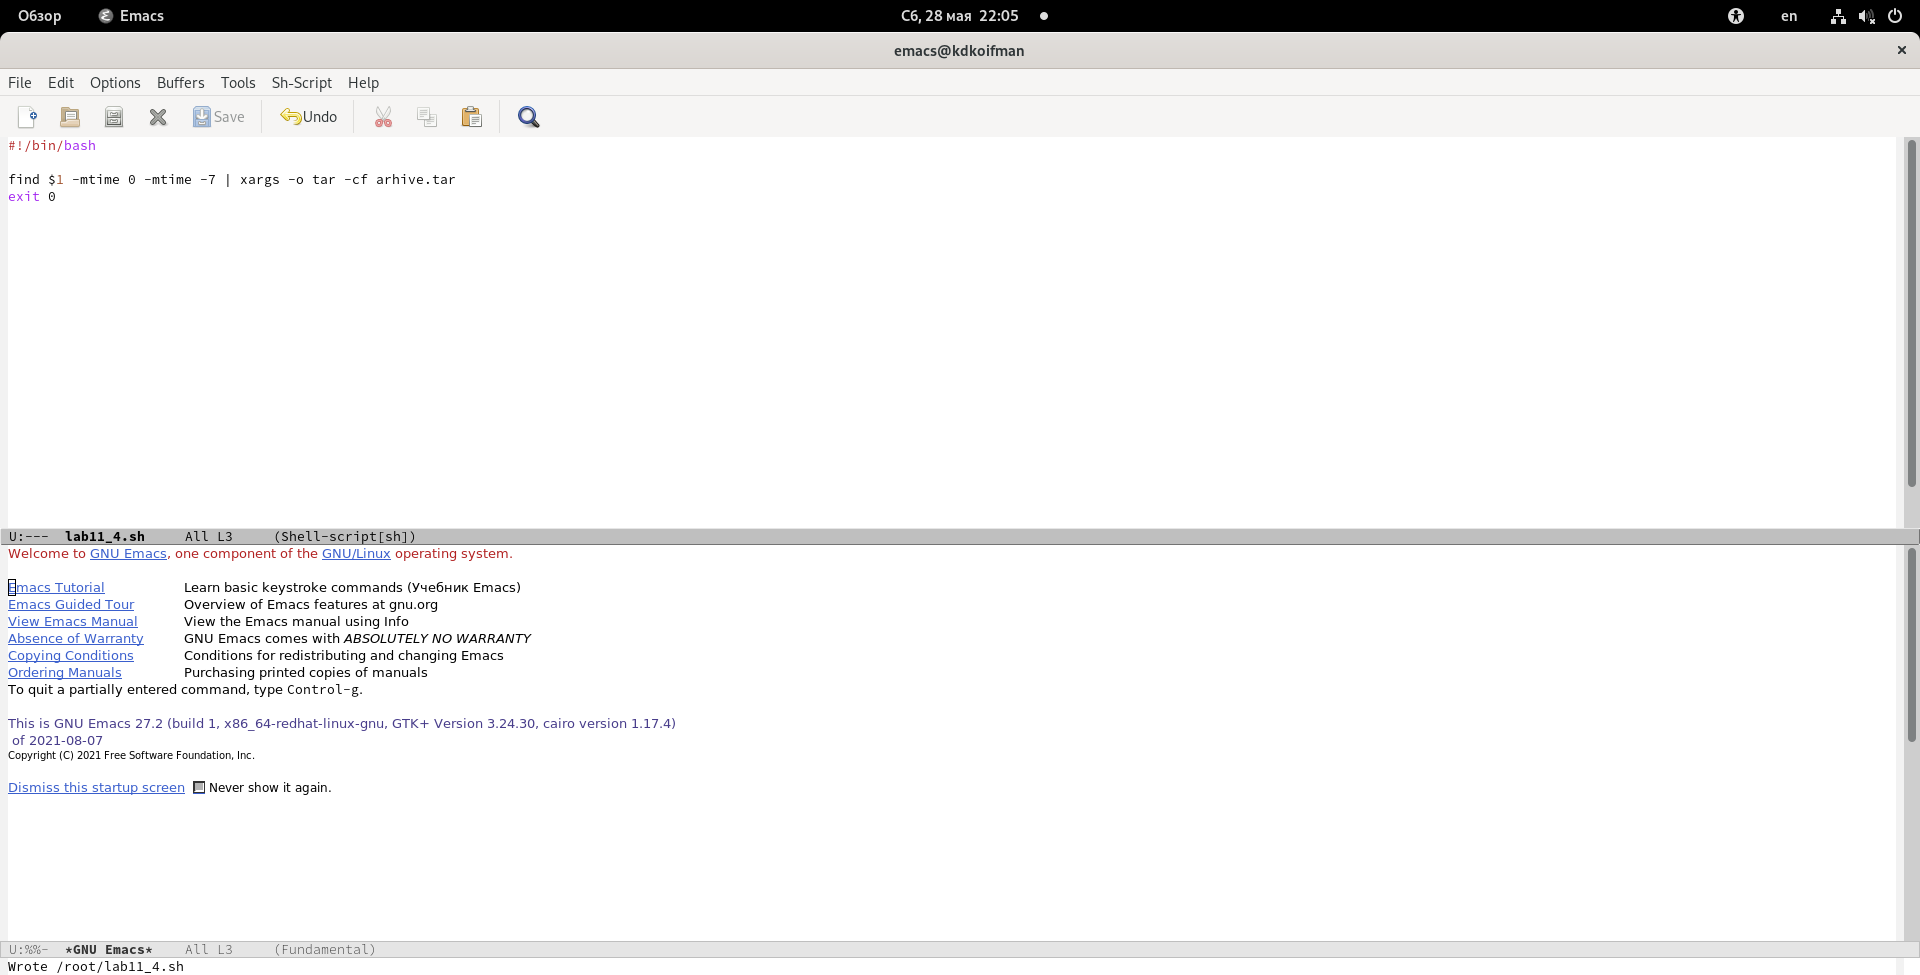 Обзор Emacs Сб, 28 мая 22:05 en
emacs@kdkoifman
File Edit Options Buffers Tools Sh-Script Help
Save Undo
#!/bin/bash
find $1 -mtime 0 -mtime -7 | xargs -o tar -cf arhive.tar
exit 0
U:--- lab11_4.sh All L3 (Shell-script[sh])
Welcome to GNU Emacs, one component of the GNU/Linux operating system.
Emacs Tutorial Learn basic keystroke commands (Учебник Emacs)
Emacs Guided Tour Overview of Emacs features at gnu.org
View Emacs Manual View the Emacs manual using Info
Absence of Warranty GNU Emacs comes with ABSOLUTELY NO WARRANTY
Copying Conditions Conditions for redistributing and changing Emacs
Ordering Manuals Purchasing printed copies of manuals
To quit a partially entered command, type Control-g.
This is GNU Emacs 27.2 (build 1, x86_64-redhat-linux-gnu, GTK+ Version 3.24.30, cairo version 1.17.4)
of 2021-08-07
Copyright (C) 2021 Free Software Foundation, Inc.
Dismiss this startup screen Never show it again.
U:%%- *GNU Emacs* All L3 (Fundamental)
Wrote /root/lab11_4.sh